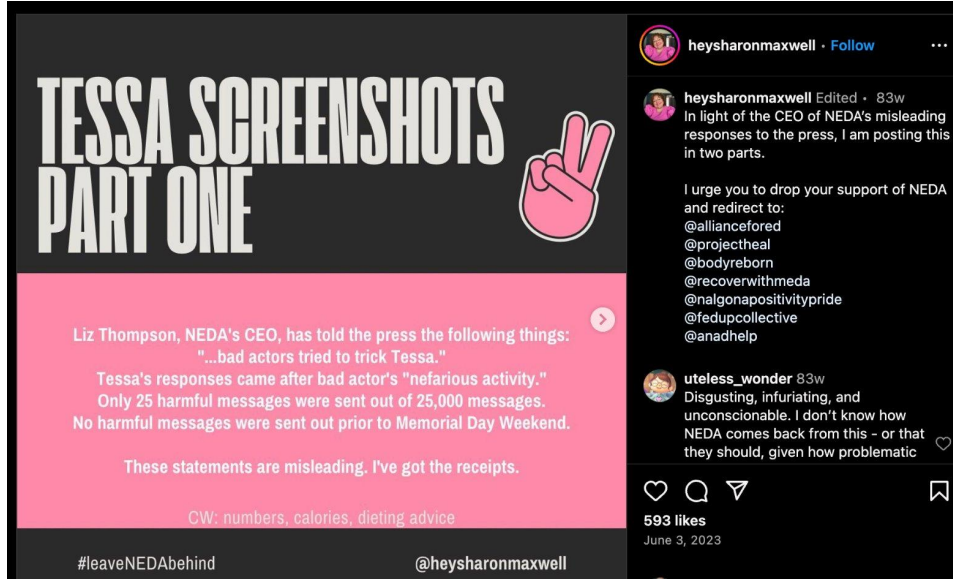 TESSA SCREENSHOTS
PART ONE
Liz Thompson, NEDA's CEO, has told the press the following things:
"...bad actors tried to trick Tessa."
Tessa's responses came after bad actor's "nefarious activity."
Only 25 harmful messages were sent out of 25,000 messages.
No harmful messages were sent out prior to Memorial Day Weekend.
These statements are misleading. I've got the receipts.
CW: numbers, calories, dieting advice
#leaveNEDAbehind
@heysharonmaxwell
heysharonmaxwell • Follow
heysharonmaxwell Edited • 83w
In light of the CEO of NEDA's misleading
responses to the press, I am posting this
in two parts.
I urge you to drop your support of NEDA
and redirect to:
@alliancefored
@projectheal
@bodyreborn
@recoverwithmeda
@nalgonapositivitypride
@fedupcollective
@anadhelp
uteless_wonder 83w
Disgusting, infuriating, and
unconscionable. I don't know how
NEDA comes back from this - or that
they should, given how problematic
593 likes
June 3, 2023